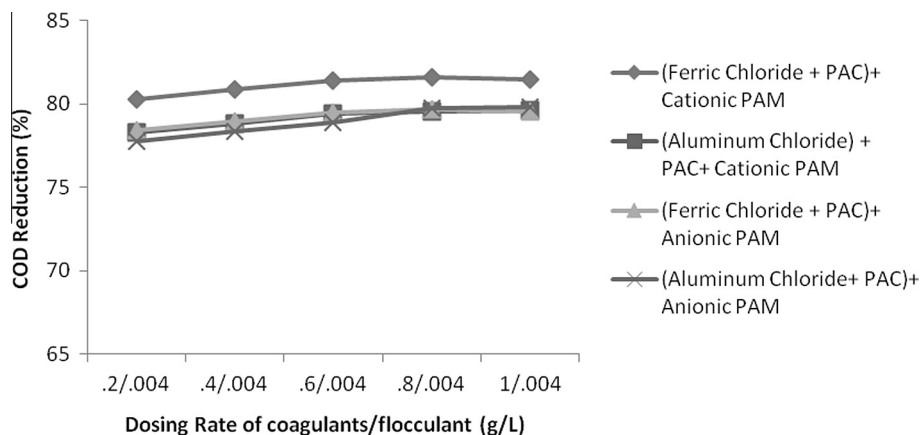 85
80
75
70
65
COD Reduction (%)
.2/.004
.4/.004
.6/.004
.8/.004
1/.004
Dosing Rate of coagulants/flocculant (g/L)
(Ferric Chloride + PAC)+
Cationic PAM
(Aluminum Chloride) +
PAC+ Cationic PAM
(Ferric Chloride + PAC)+
Anionic PAM
(Aluminum Chloride+ PAC)+
Anionic PAM